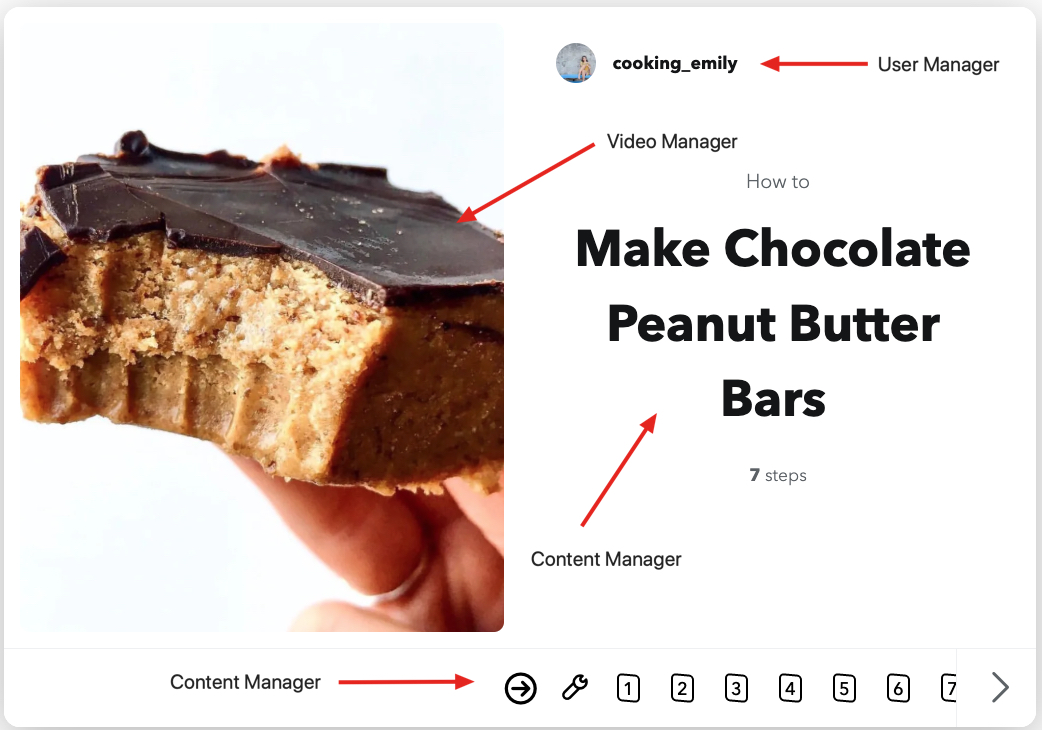 cooking_emily
User Manager
Video Manager
How to
Make Chocolate
Peanut Butter
Bars
7 steps
Content Manager
Content Manager
1 2 3 4 5 6 7